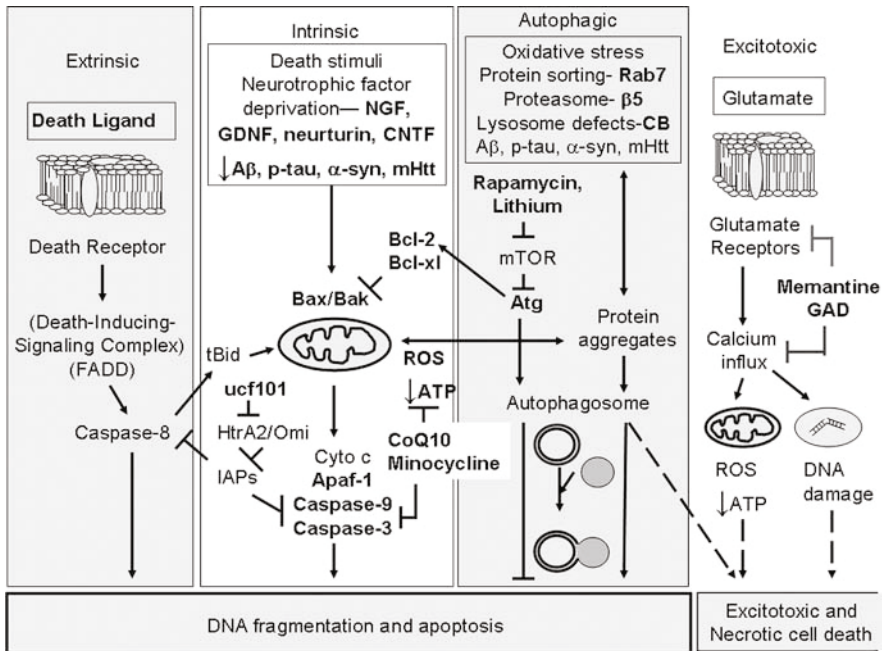 Extrinsic
Death Ligand
Death Receptor
(Death-Inducing-
Signaling Complex)
(FADD)
Caspase-8
Intrinsic
Death stimuli
Neurotrophic factor
deprivation— NGF,
GDNF, neurturin, CNTF
↓Aβ, p-tau, α-syn, mHtt
Bcl-2
Bcl-xl
Bax/Bak
tBid
ucf101
HtrA2/Omi
IAPs
ROS
↓ATP
CoQ10
Minocycline
Cyto c
Apaf-1
Caspase-9
Caspase-3
Autophagic
Oxidative stress
Protein sorting- Rab7
Proteasome- β5
Lysosome defects-CB
Aβ, p-tau, α-syn, mHtt
Rapamycin,
Lithium
mTOR
Atg
Protein
aggregates
Autophagosome
Excitotoxic
Glutamate
Glutamate
Receptors
Memantine
GAD
Calcium
influx
ROS
↓ATP
DNA
damage
DNA fragmentation and apoptosis
Excitotoxic and
Necrotic cell death